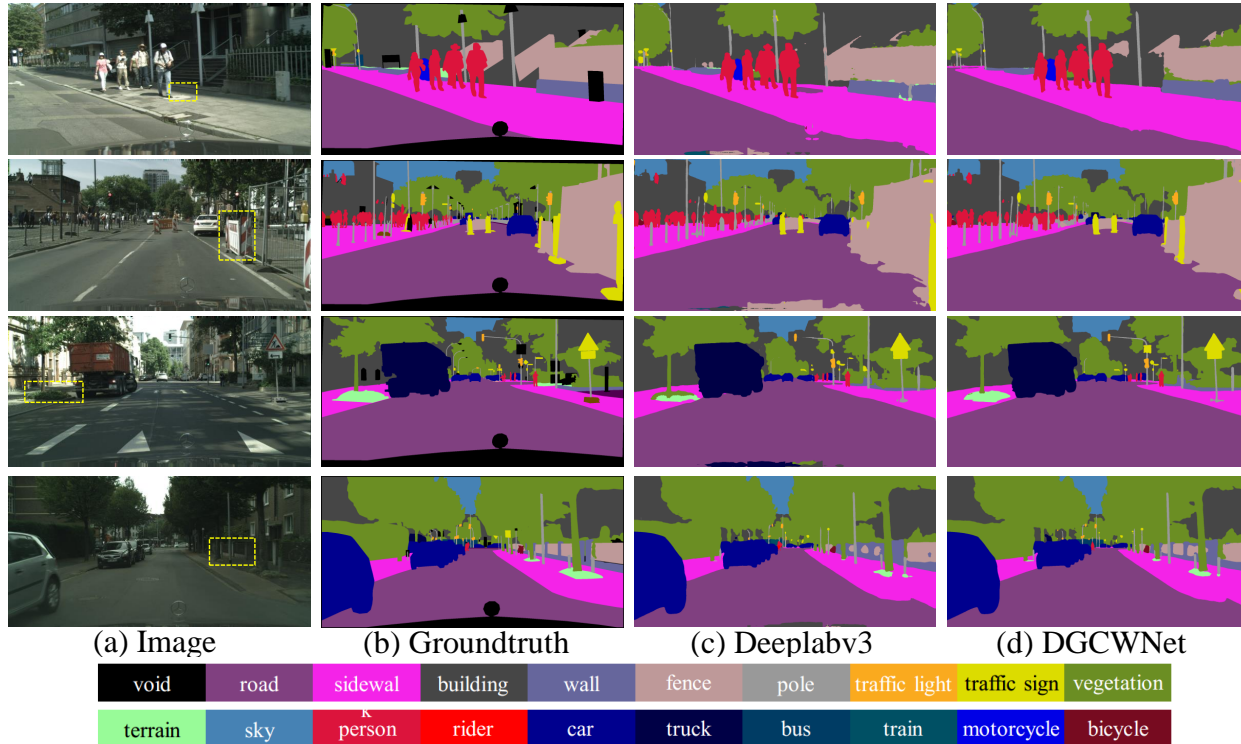 (a) Image (b) Groundtruth (c) Deeplabv3 (d) DGCWNet
void road sidewal building wall fence pole traffic light traffic sign vegetation
k
terrain sky person rider car truck bus train motorcycle bicycle